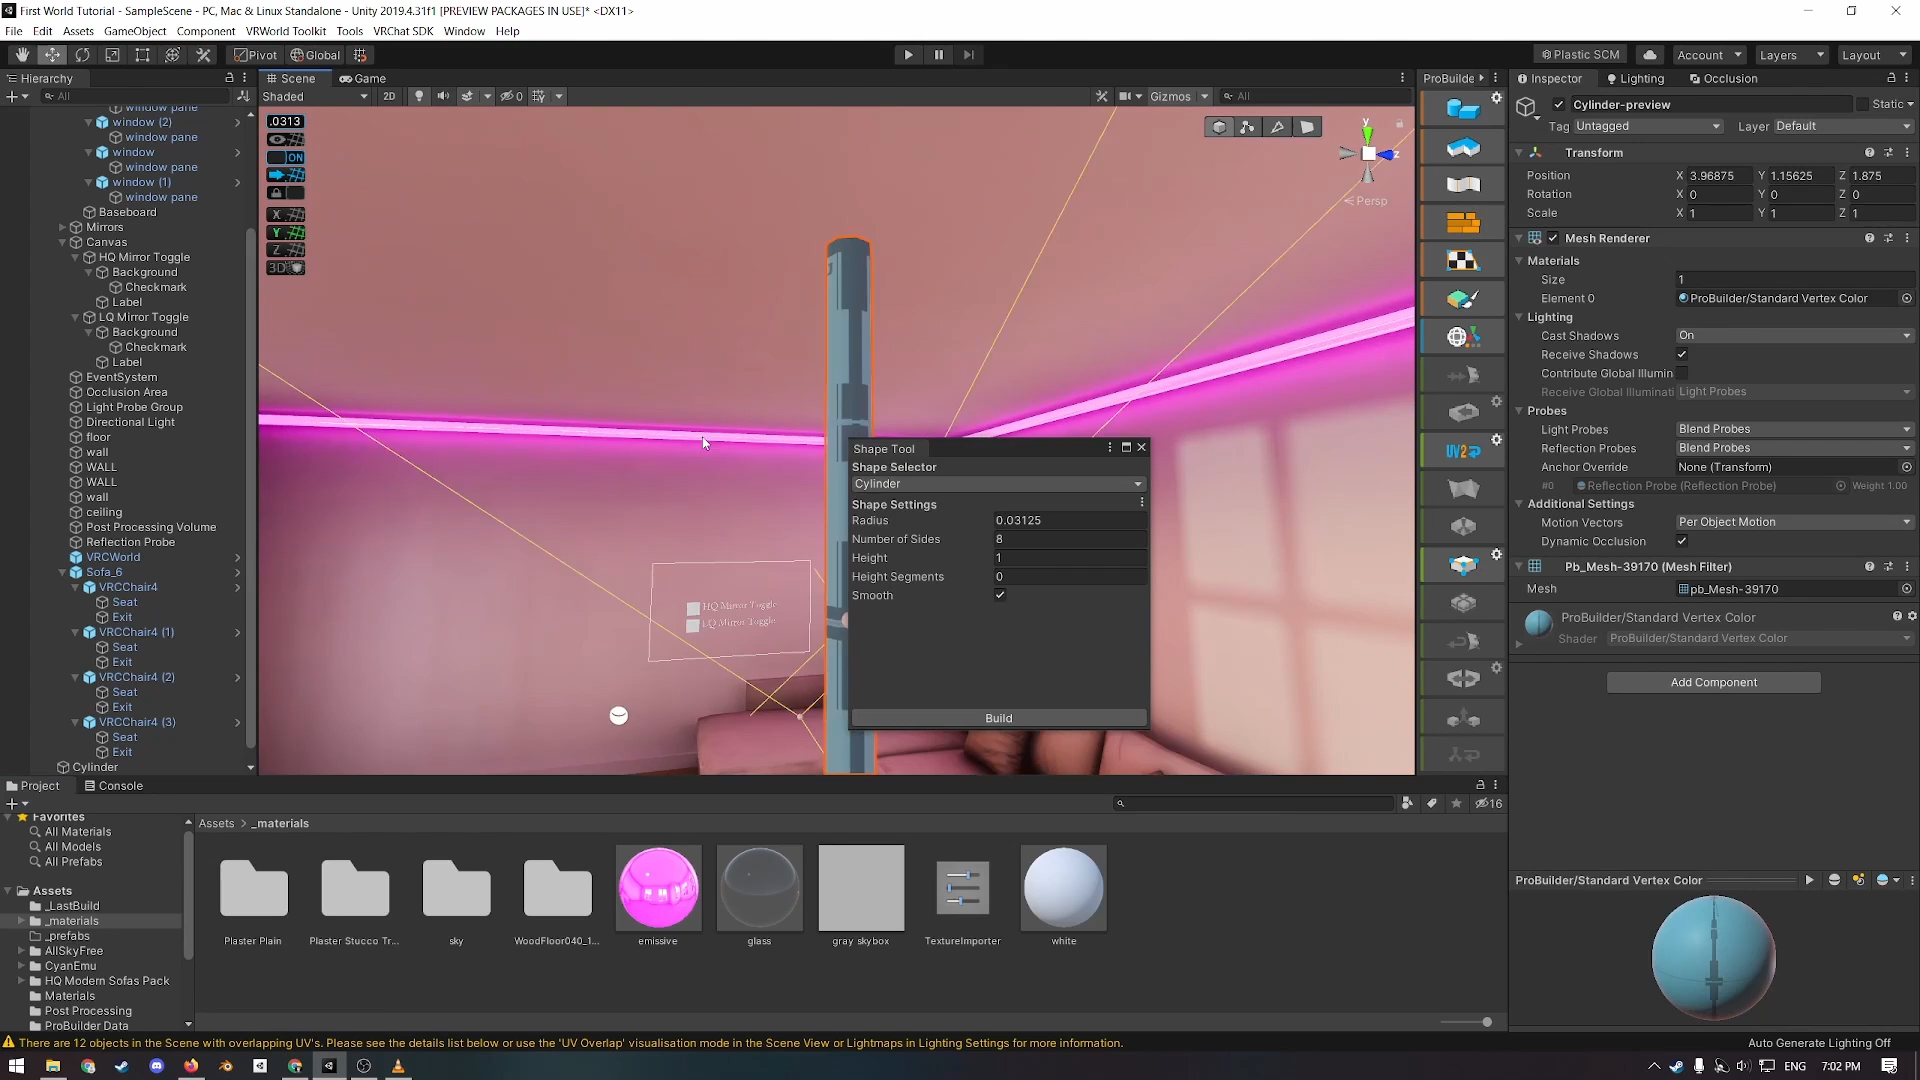 First World Tutorial - SampleScene - PC, Mac & Linux Standalone - Unity 2019.4.31f1 [PREVIEW PACKAGES IN USE]* <DX11>
File Edit Assets GameObject Component VRWorld Toolkit Tools VRChat SDK Window Help
Pivot Global Plastic SCM Account Layers Layout
Hierarchy
All
window pane
window (2)
window pane
window
window pane
window (1)
window pane
Baseboard
Mirrors
Canvas
HQ Mirror Toggle
Background
Checkmark
Label
LQ Mirror Toggle
Background
Checkmark
Label
EventSystem
Occlusion Area
Light Probe Group
Directional Light
floor
wall
WALL
WALL
wall
ceiling
Post Processing Volume
Reflection Probe
VRCWorld
Sofa_6
VRCChair4
Seat
Exit
VRCChair4 (1)
Seat
Exit
VRCChair4 (2)
Seat
Exit
VRCChair4 (3)
Seat
Exit
Cylinder
Scene Game
Shaded 2D 0 Gizmos All
.0313
ON
X
Y
Z
3D
y
z
Persp
HQ Mirror Toggle
LQ Mirror Toggle
Shape Tool
Shape Selector
Cylinder
Shape Settings
Radius 0.03125
Number of Sides 8
Height 1
Height Segments 0
Smooth
Build
ProBuilde
UV2
Inspector Lighting Occlusion
Cylinder-preview Static
Tag Untagged Layer Default
Transform
Position X 3.96875 Y 1.15625 Z 1.875
Rotation X 0 Y 0 Z 0
Scale X 1 Y 1 Z 1
Mesh Renderer
Materials
Size 1
Element 0 ProBuilder/Standard Vertex Color
Lighting
Cast Shadows On
Receive Shadows
Contribute Global Illumin
Receive Global Illuminati Light Probes
Probes
Light Probes Blend Probes
Reflection Probes Blend Probes
Anchor Override None (Transform)
#0 Reflection Probe (Reflection Probe) Weight 1.00
Additional Settings
Motion Vectors Per Object Motion
Dynamic Occlusion
Pb_Mesh-39170 (Mesh Filter)
Mesh pb_Mesh-39170
ProBuilder/Standard Vertex Color
Shader ProBuilder/Standard Vertex Color
Add Component
ProBuilder/Standard Vertex Color
Project Console
16
Favorites
All Materials
All Models
All Prefabs
Assets
_LastBuild
_materials
_prefabs
AllSkyFree
CyanEmu
HQ Modern Sofas Pack
Materials
Post Processing
ProBuilder Data
Assets > _materials
Plaster Plain
Plaster Stucco Tr...
sky
WoodFloor040_1...
emissive
glass
gray skybox
TextureImporter
white
There are 12 objects in the Scene with overlapping UV's. Please see the details list below or use the 'UV Overlap' visualisation mode in the Scene View or Lightmaps in Lighting Settings for more information.
Auto Generate Lighting Off
ENG 7:02 PM